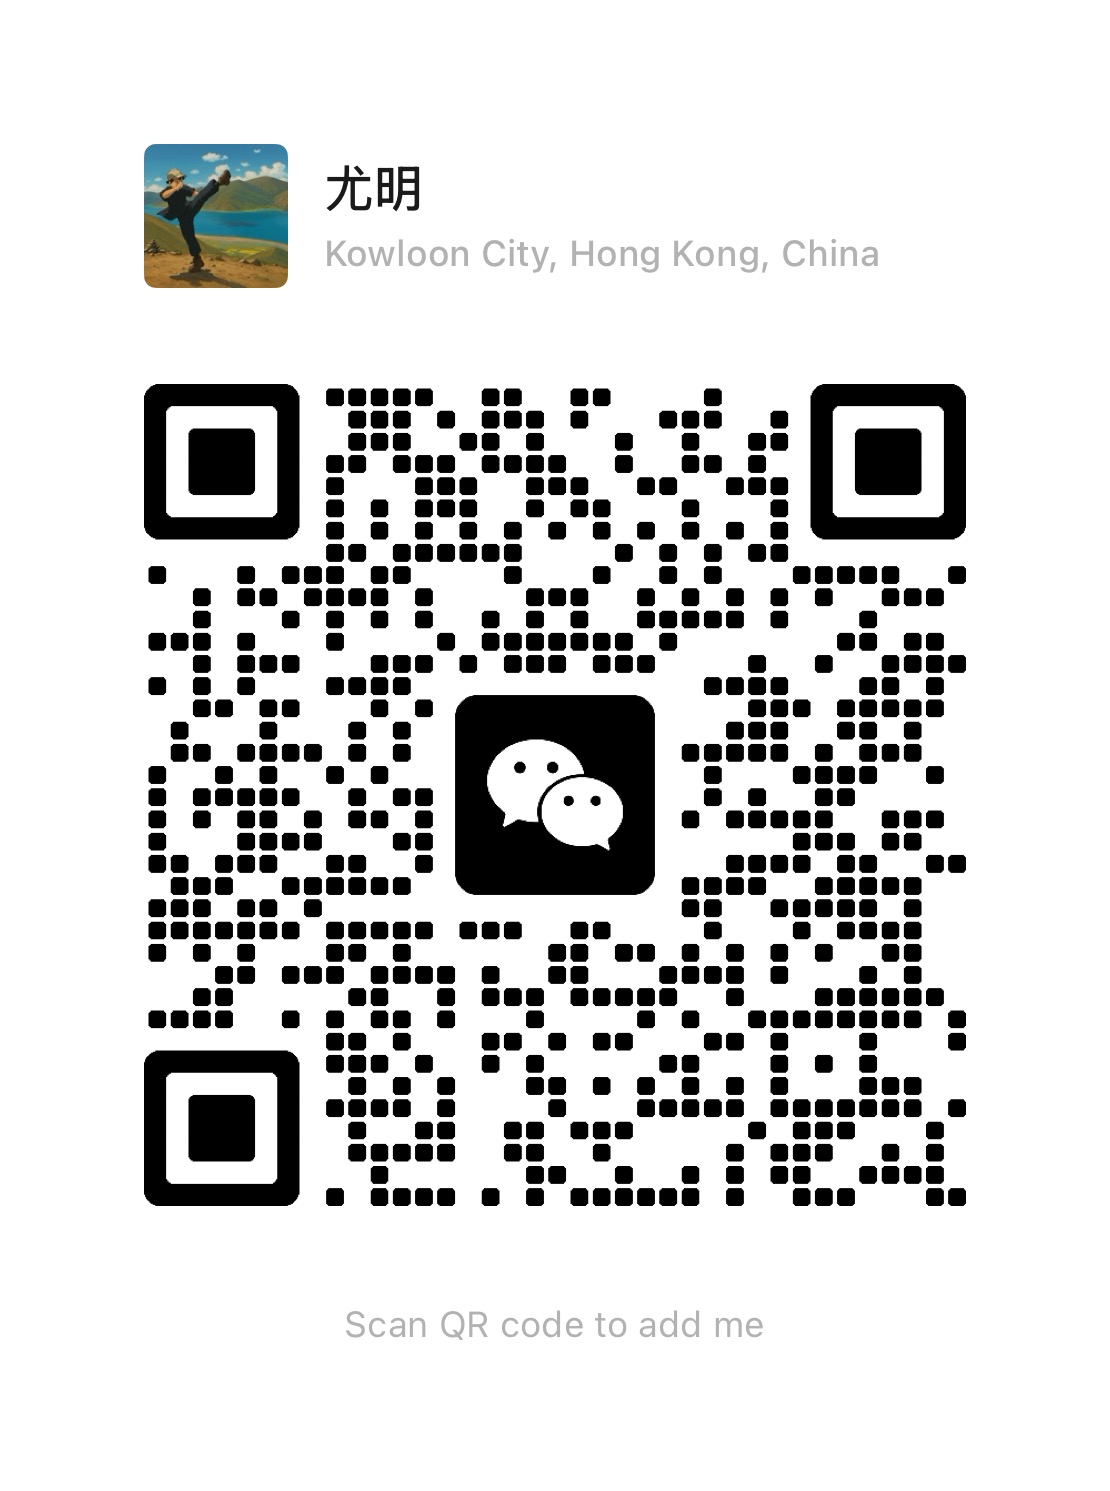 尤明
Kowloon City, Hong Kong, China
Scan QR code to add me